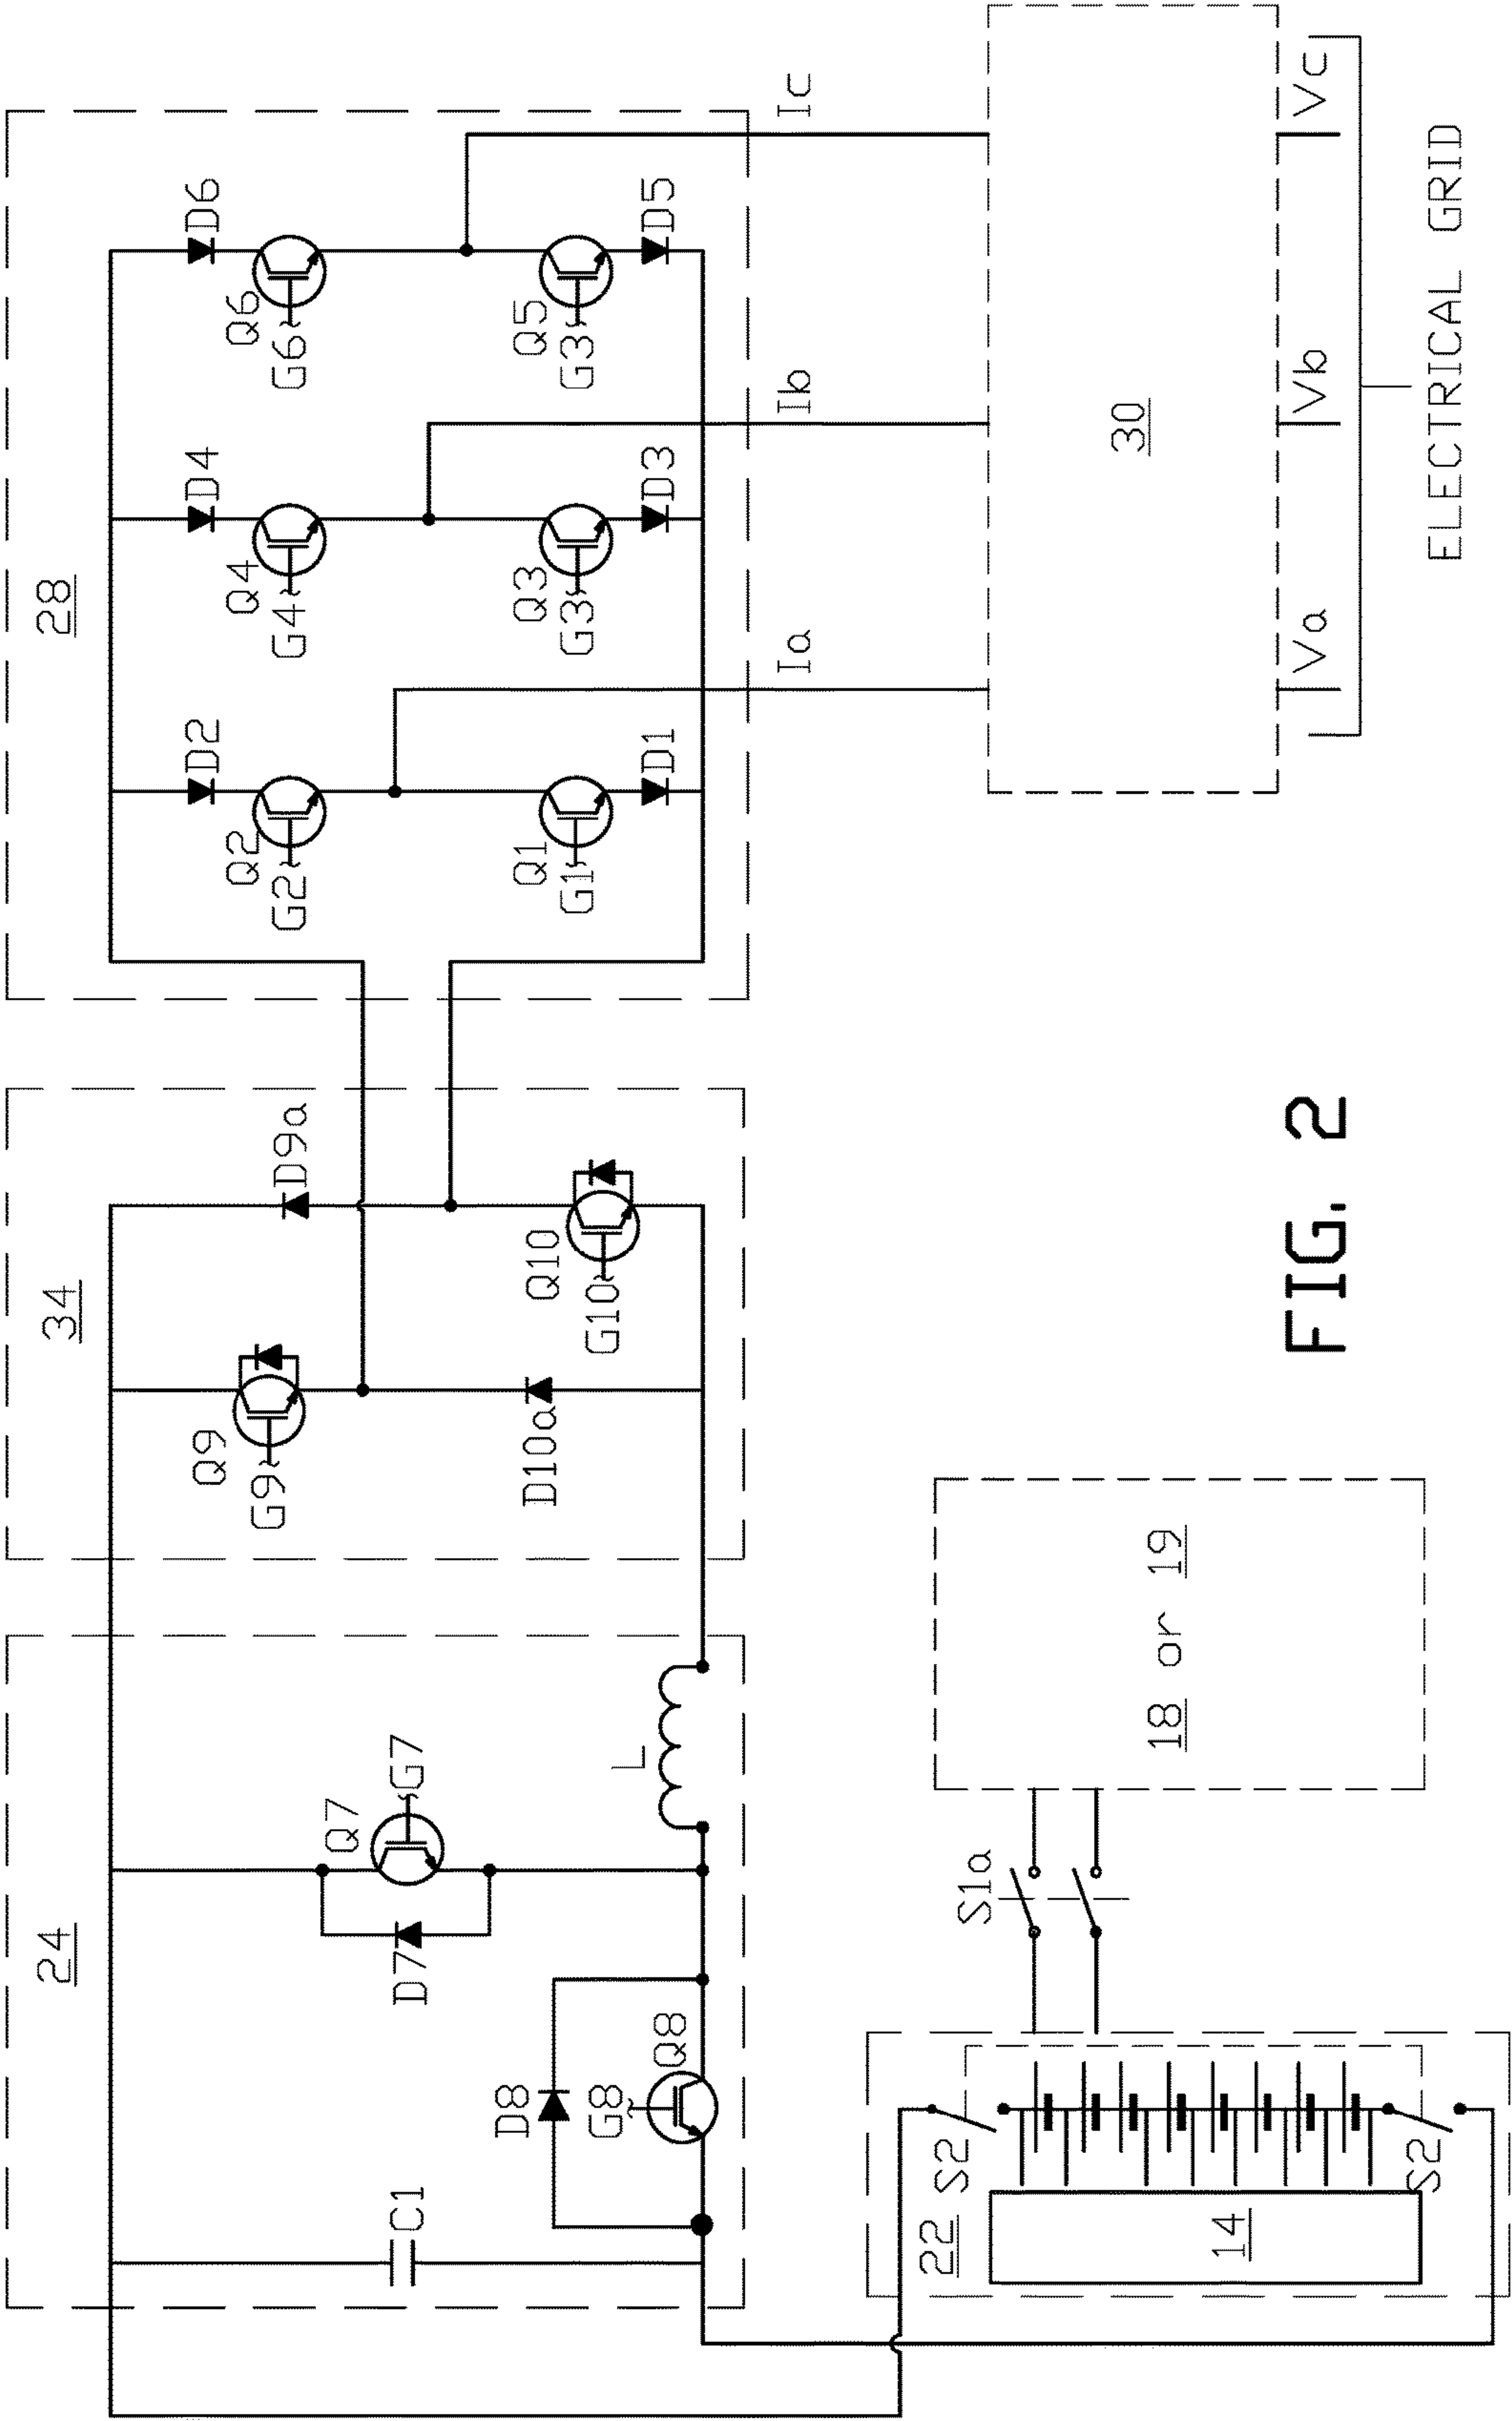 24
34
28
C1
D8
G8
Q8
D7
Q7
G7
L
Q9
G9
D10a
D9a
Q10
G10
D2
D4
D6
Q2
G2
Q4
G4
Q6
G6
Q1
G1
D1
Q3
G3
D3
Q5
G3
D5
Ia
Ib
Ic
22
S2
14
S2
S1a
18 or 19
30
Va
Vb
Vc
ELECTRICAL GRID
FIG. 2